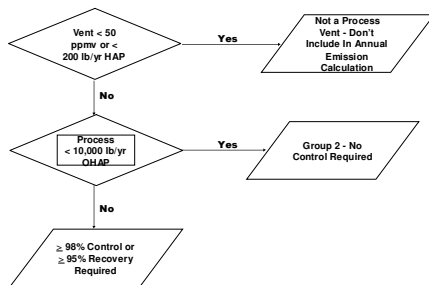 Vent < 50
ppmv or <
200 lb/yr HAP
Yes
Not a Process
Vent - Don't
Include In Annual
Emission
Calculation
No
Process
< 10,000 lb/yr
OHAP
Yes
Group 2 - No
Control Required
No
≥ 98% Control or
≥ 95% Recovery
Required